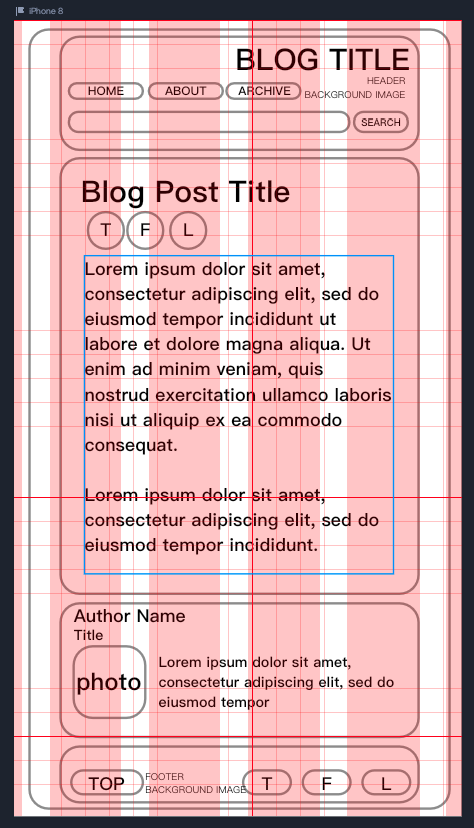 iPhone 8
BLOG TITLE
HEADER
HOME ABOUT ARCHIVE BACKGROUND IMAGE
SEARCH
Blog Post Title
T F L
Lorem ipsum dolor sit amet,
consectetur adipiscing elit, sed do
eiusmod tempor incididunt ut
labore et dolore magna aliqua. Ut
enim ad minim veniam, quis
nostrud exercitation ullamco laboris
nisi ut aliquip ex ea commodo
consequat.
Lorem ipsum dolor sit amet,
consectetur adipiscing elit, sed do
eiusmod tempor incididunt.
Author Name
Title
photo
Lorem ipsum dolor sit amet,
consectetur adipiscing elit, sed do
eiusmod tempor
TOP
FOOTER
BACKGROUND IMAGE
T F L